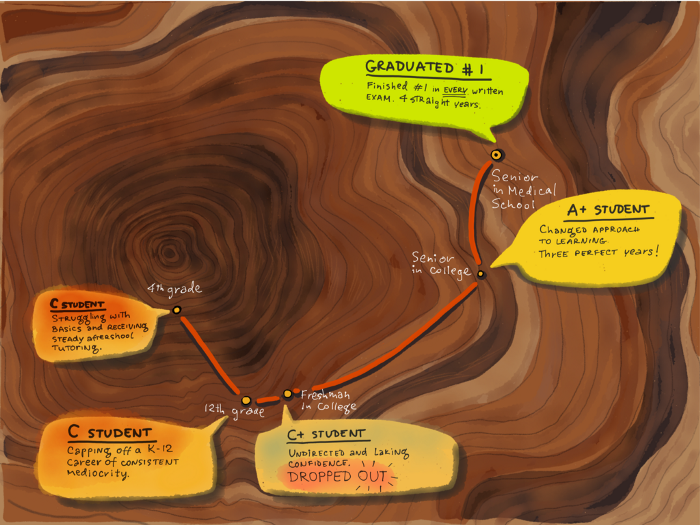 GRADUATED #1
Finished #1 in EVERY written
EXAM. 4 STRaight years.
Senior
in Medical
School
A+ STUDENT
CHANGED APPROACH
TO LEARNING.
THREE PERFECT years!
Senior
in College
4th grade
C STUDENT
STRUGGLING WITH
BASICS and RECEIVING
STEADY afterschool
TUTORING.
12th grade
Freshman
in College
C STUDENT
CAPPING OFF A K-12
Career of CONSISTENT
mediocrity.
C+ STUDENT
UNDIRECTED and LAKING
CONFIDENCE.
DROPPED OUT